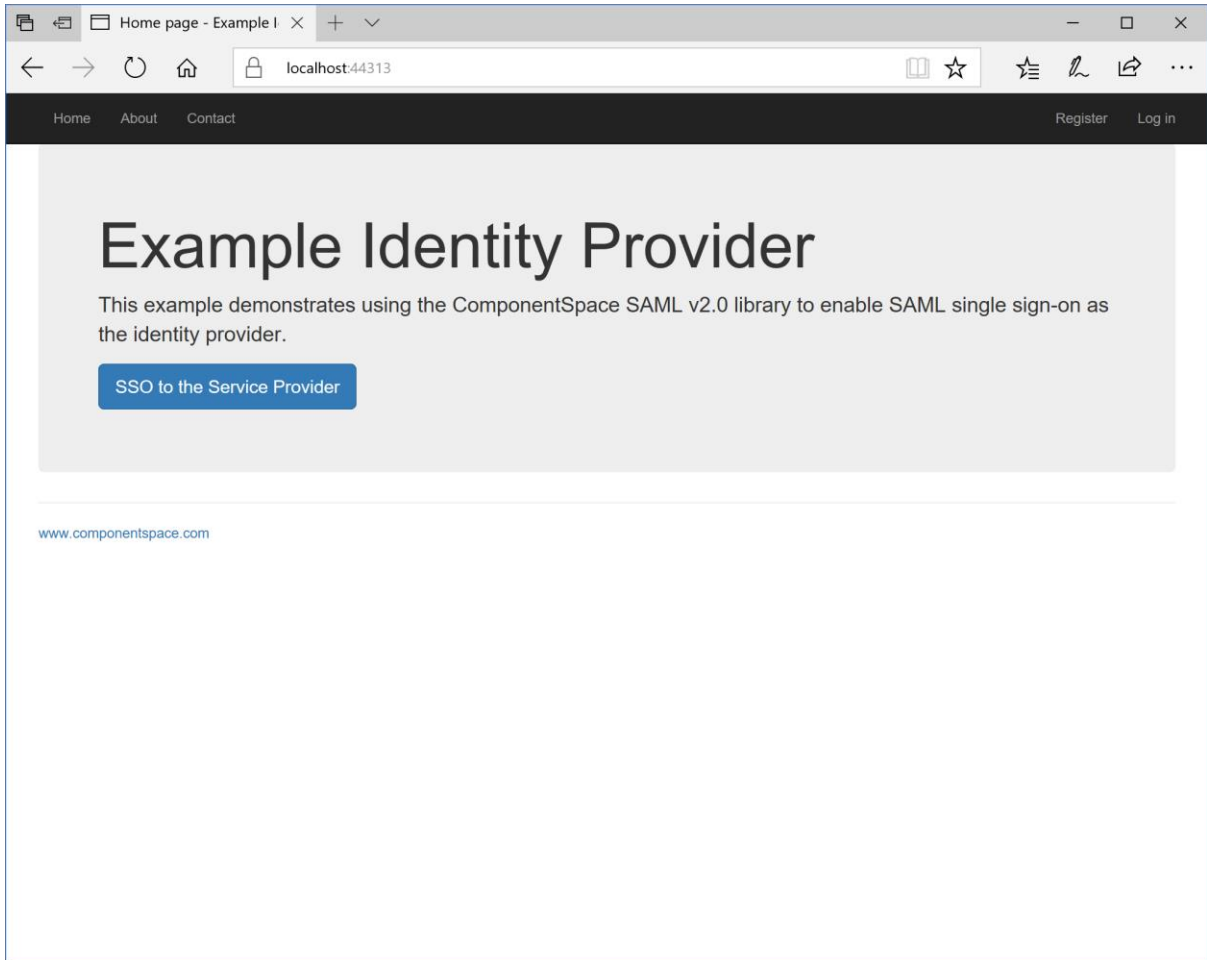 Home page - Example I
localhost:44313
Home About Contact Register Log in
Example Identity Provider
This example demonstrates using the ComponentSpace SAML v2.0 library to enable SAML single sign-on as
the identity provider.
SSO to the Service Provider
www.componentspace.com